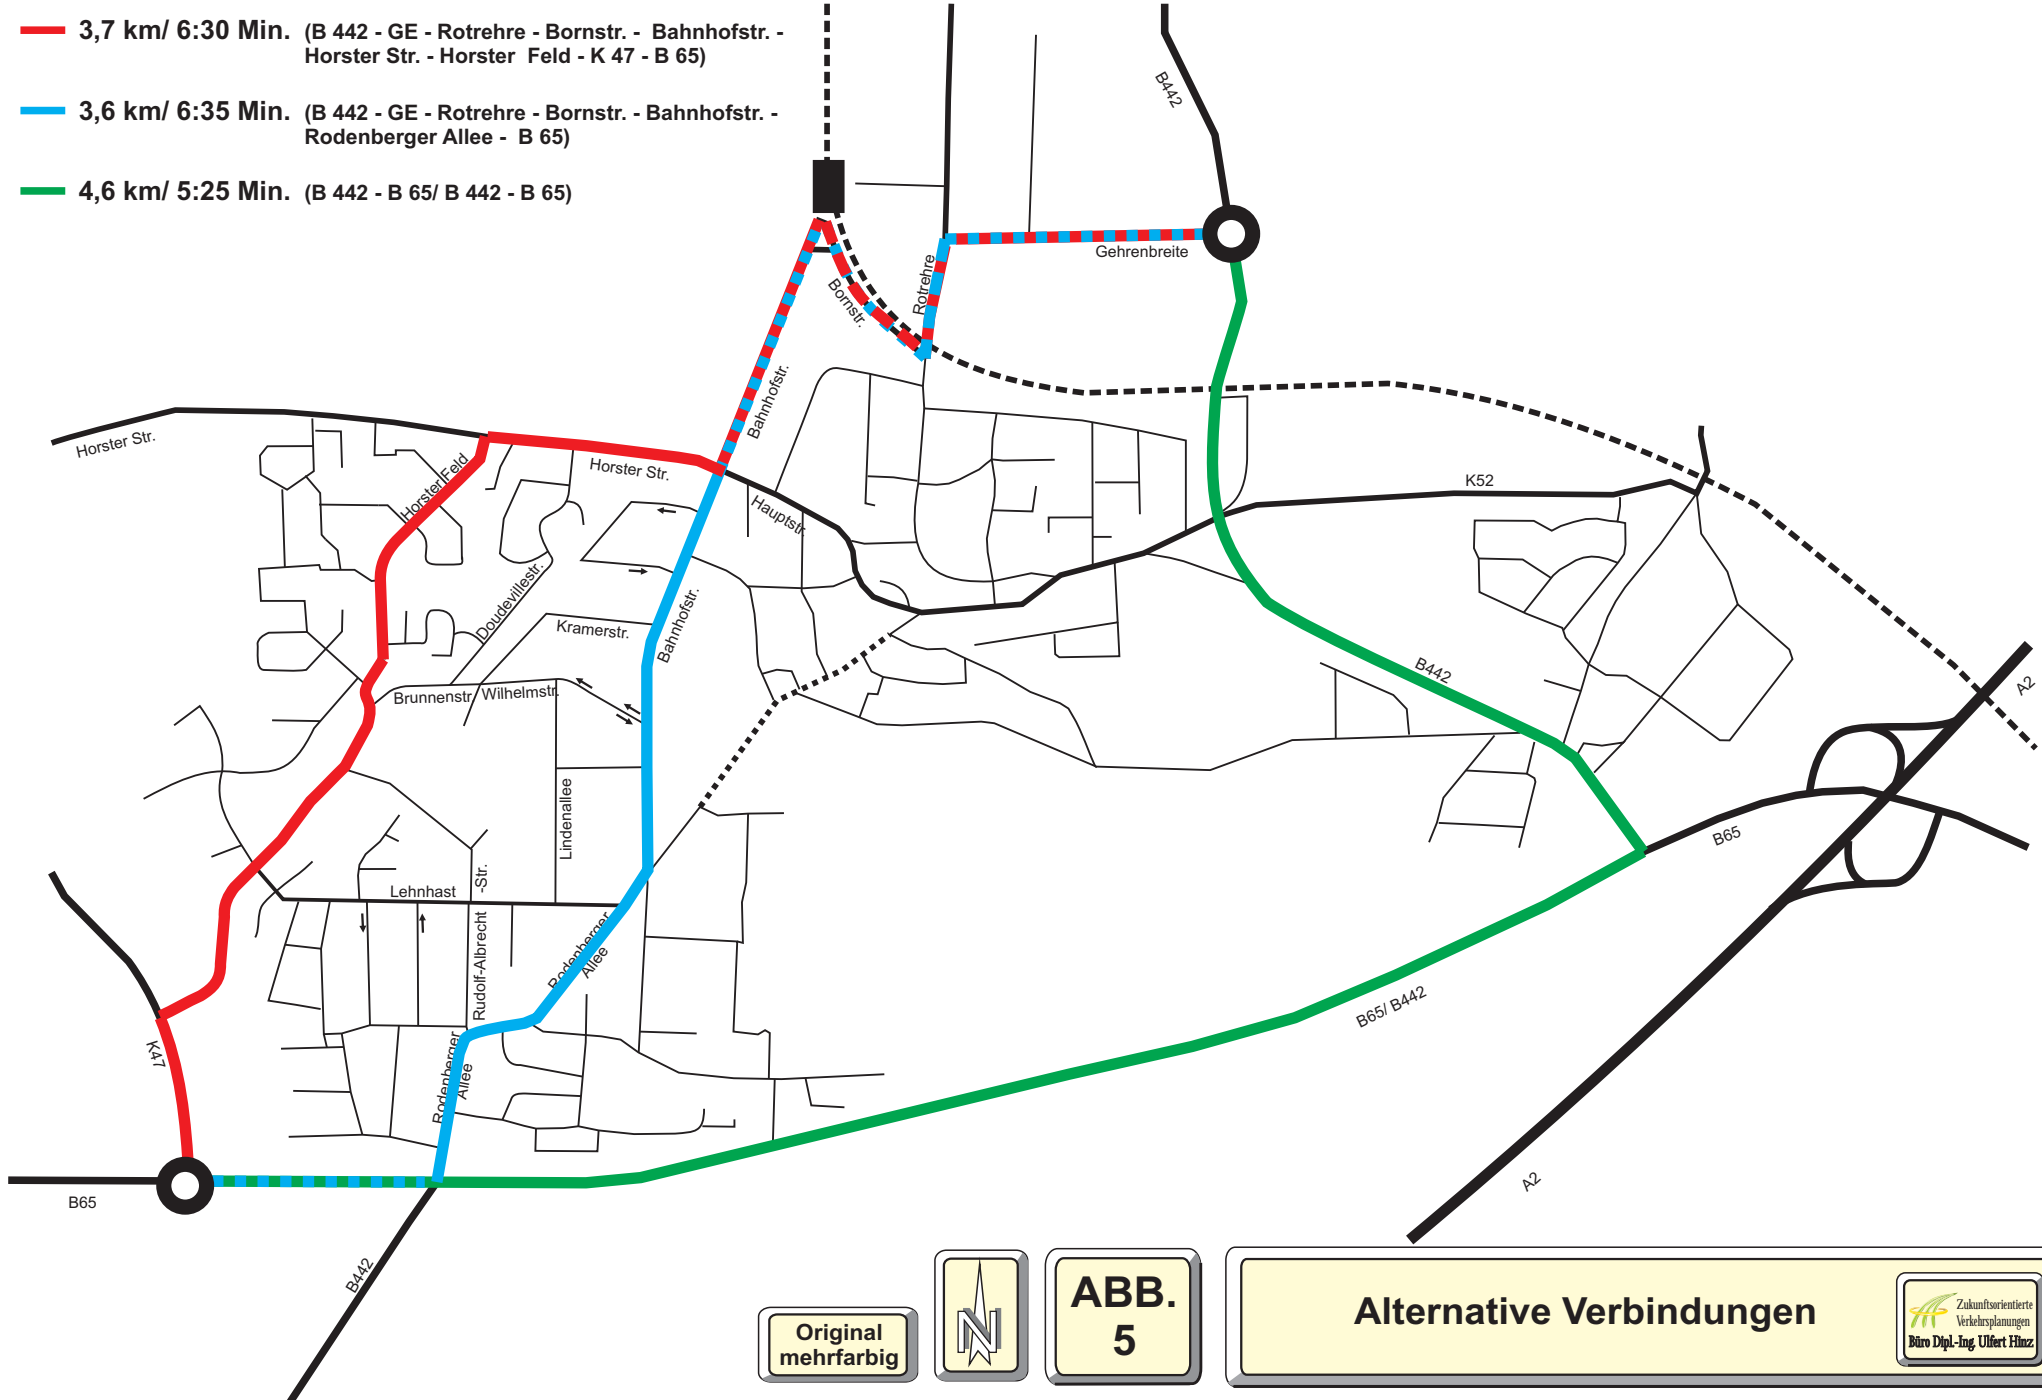 3,7 km/ 6:30 Min. (B 442 - GE - Rotrehre - Bornstr. - Bahnhofstr. -
Horster Str. - Horster Feld - K 47 - B 65)
3,6 km/ 6:35 Min. (B 442 - GE - Rotrehre - Bornstr. - Bahnhofstr. -
Rodenberger Allee - B 65)
4,6 km/ 5:25 Min. (B 442 - B 65/ B 442 - B 65)
B442
Gehrenbreite
Rotrehre
Bornstr.
Bahnhofstr.
Horster Str.
Horster Feld
Horster Str.
Hauptstr.
K52
Doudevillestr.
Kramerstr.
Bahnhofstr.
Brunnenstr.
Wilhelmstr.
B442
A2
Lindenallee
B65
Lehnhast
-Str.
Rudolf-Albrecht
Rodenberger
Allee
B65/ B442
K47
Rodenberger
Allee
B65
A2
B442
Original
mehrfarbig
N
ABB.
5
Alternative Verbindungen
Zukunftsorientierte
Verkehrsplanungen
Büro Dipl.-Ing. Ulfert Hinz